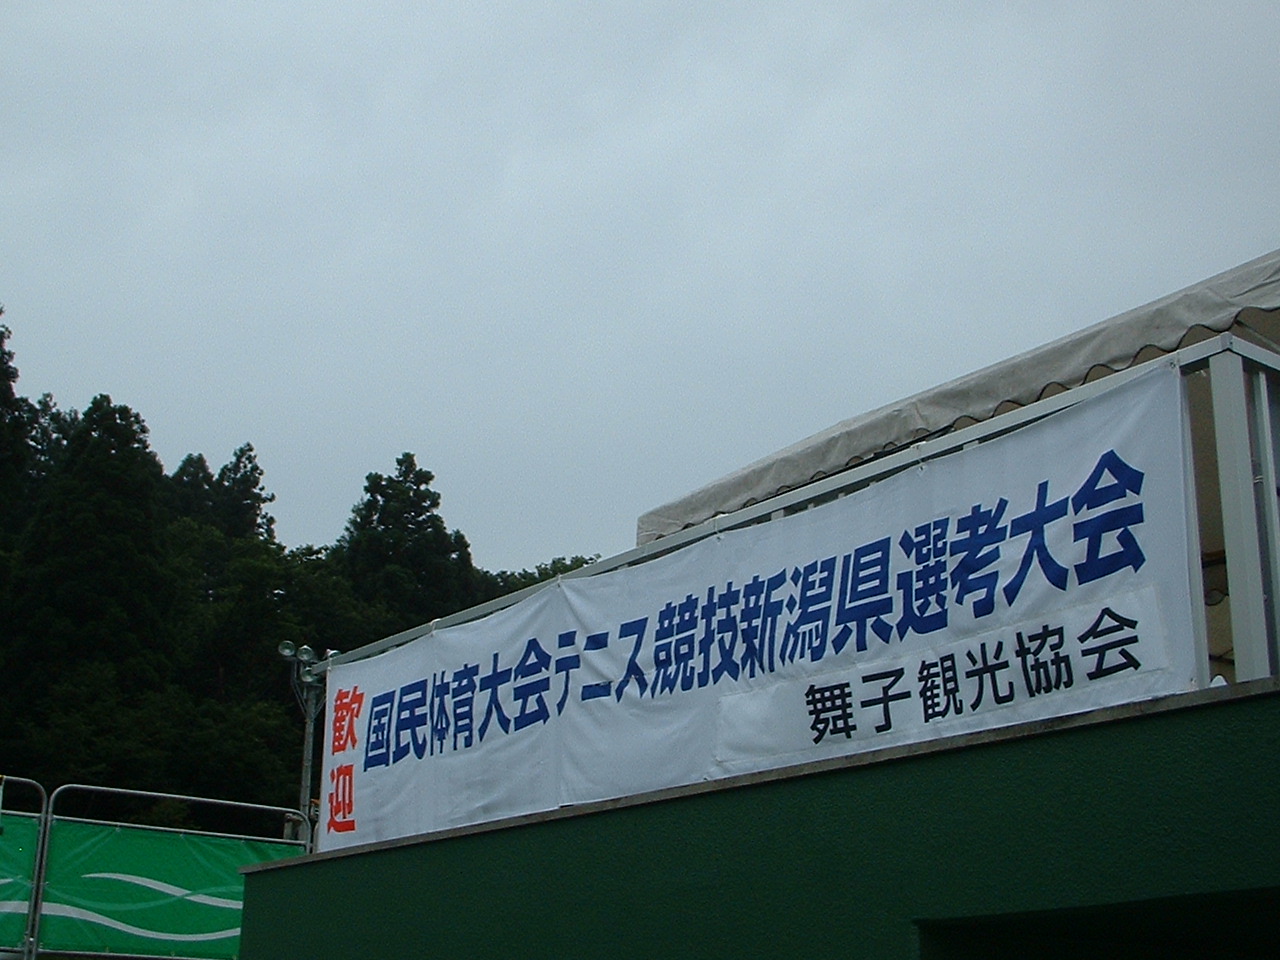 歓迎
国民体育大会テニス競技新潟県選考大会
舞子観光協会